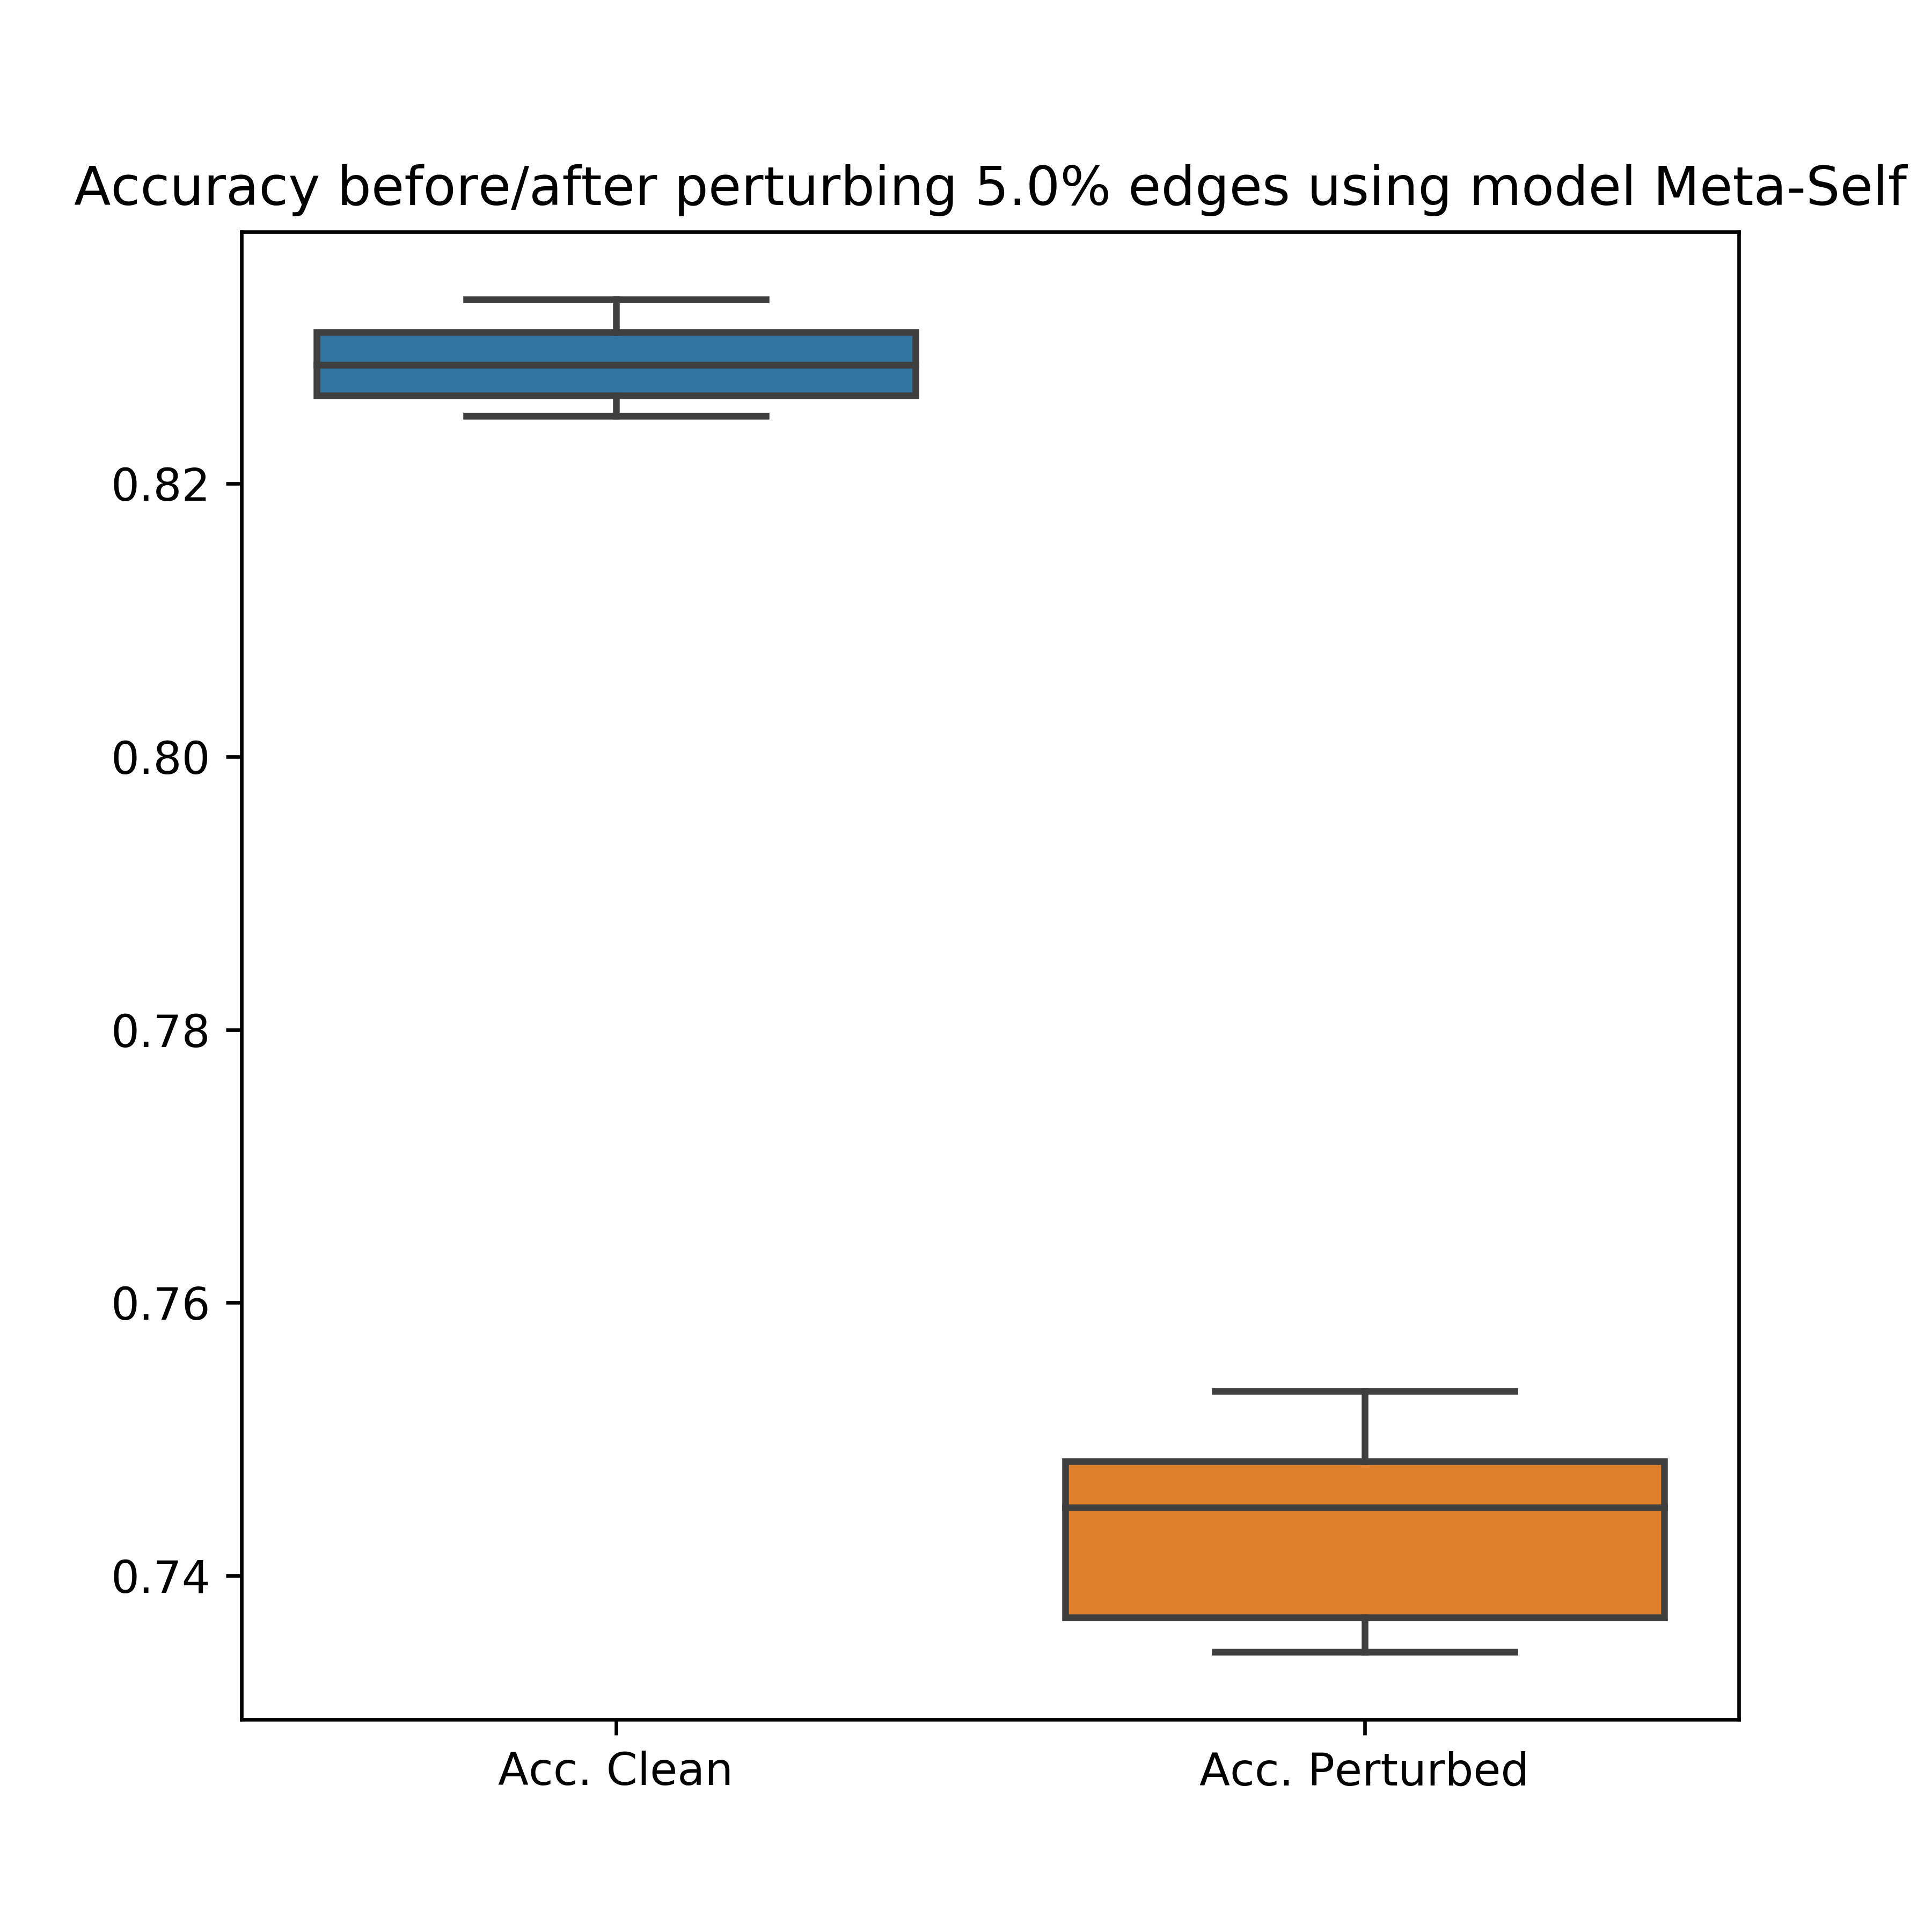 Accuracy before/after perturbing 5.0% edges using model Meta-Self
0.82
0.80
0.78
0.76
0.74
Acc. Clean
Acc. Perturbed